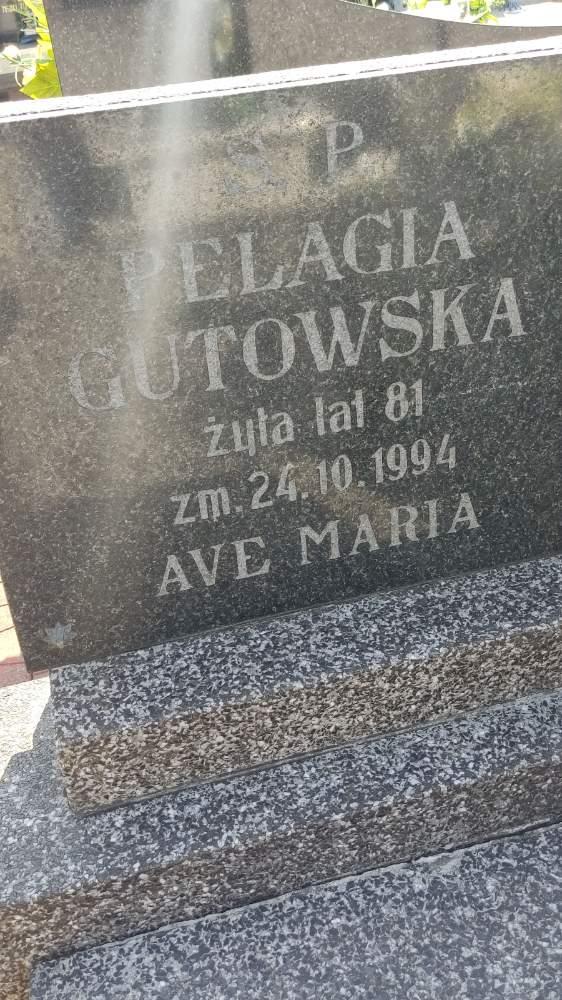 S. P
PELAGIA
GUTOWSKA
żyła lat 81
zm. 24.10.1994
AVE MARIA